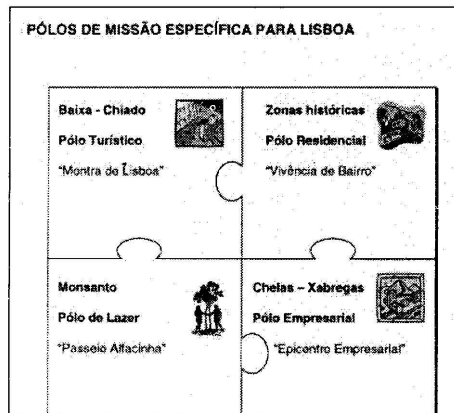 PÓLOS DE MISSÃO ESPECÍFICA PARA LISBOA
Baixa - Chiado
Pólo Turístico
"Montra de Lisboa"
Zonas históricas
Pólo Residencial
"Vivência de Bairro"
Monsanto
Pólo de Lazer
"Passeio Alfacinha"
Chelas – Xabregas
Pólo Empresarial
"Epicentro Empresarial"